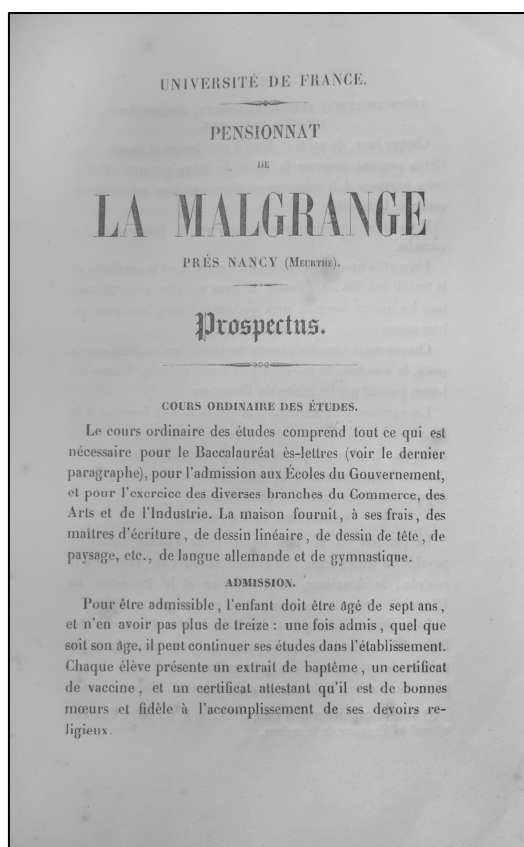 UNIVERSITÉ DE FRANCE.
PENSIONNAT
DE
LA MALGRANGE
PRÈS NANCY (MEURTHE).
Prospectus.
COURS ORDINAIRE DES ÉTUDES.
Le cours ordinaire des études comprend tout ce qui est
nécessaire pour le Baccalauréat ès-lettres (voir le dernier
paragraphe), pour l'admission aux Écoles du Gouvernement,
et pour l'exercice des diverses branches du Commerce, des
Arts et de l'Industrie. La maison fournit, à ses frais, des
maîtres d'écriture, de dessin linéaire, de dessin de tête, de
paysage, etc., de langue allemande et de gymnastique.
ADMISSION.
Pour être admissible, l'enfant doit être âgé de sept ans,
et n'en avoir pas plus de treize : une fois admis, quel que
soit son âge, il peut continuer ses études dans l'établissement.
Chaque élève présente un extrait de baptême, un certificat
de vaccine, et un certificat attestant qu'il est de bonnes
mœurs et fidèle à l'accomplissement de ses devoirs re-
ligieux.